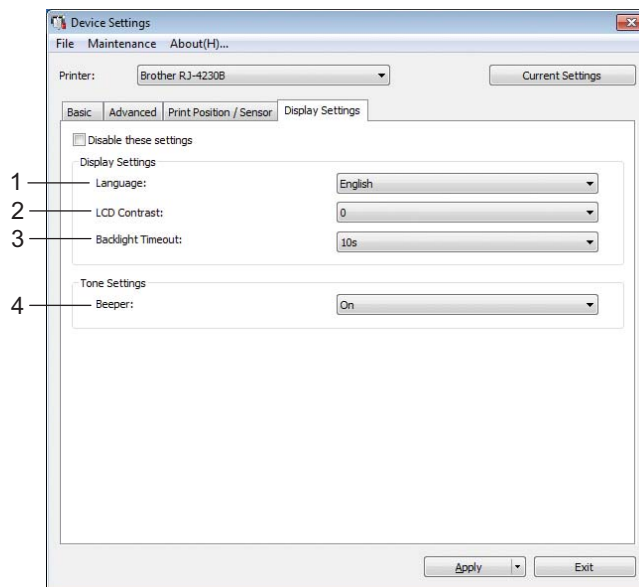 Device Settings
File Maintenance About(H)...
Printer: Brother RJ-4230B Current Settings
Basic Advanced Print Position / Sensor Display Settings
Disable these settings
Display Settings
1 Language: English
2 LCD Contrast: 0
3 Backlight Timeout: 10s
Tone Settings
4 Beeper: On
Apply Exit